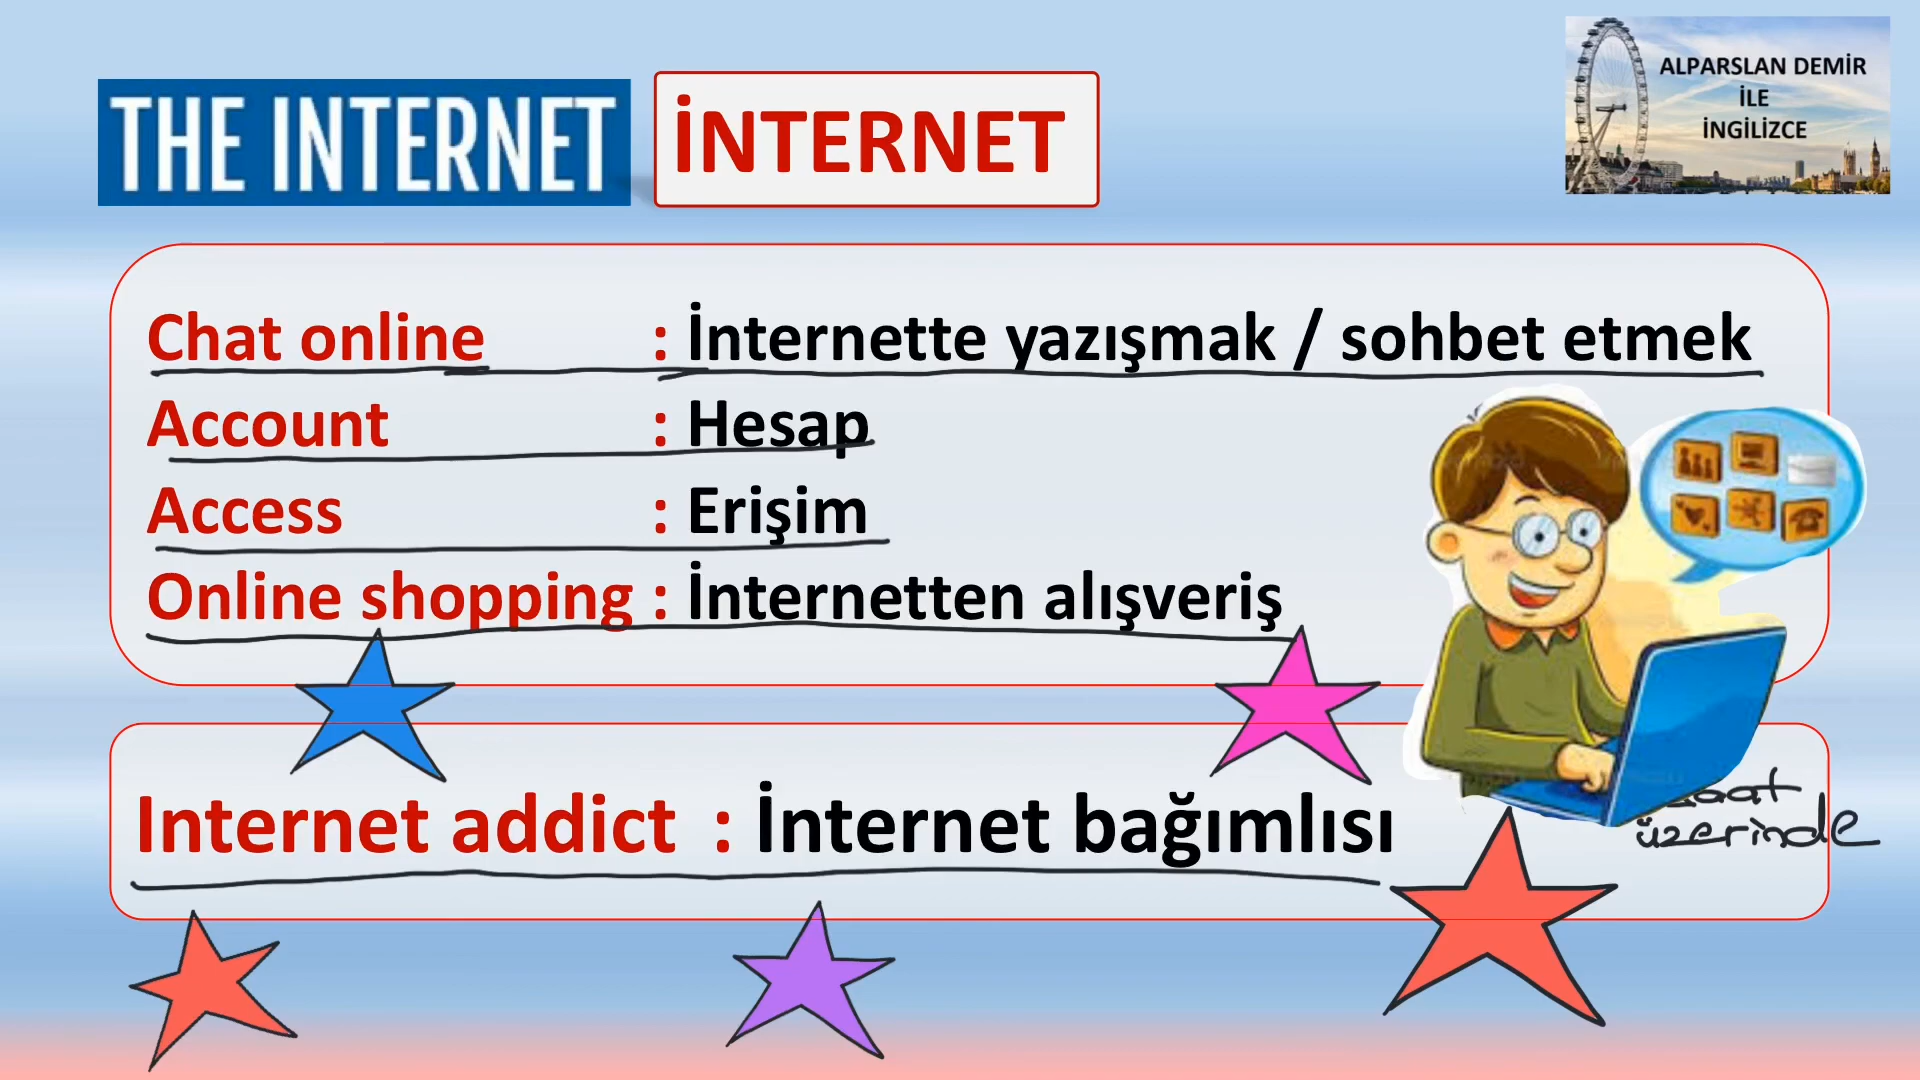 THE INTERNET
İNTERNET
ALPARSLAN DEMİR
İLE
İNGİLİZCE
Chat online : İnternette yazışmak / sohbet etmek
Account : Hesap
Access : Erişim
Online shopping : İnternetten alışveriş
Internet addict : İnternet bağımlısı
saat
üzerinde